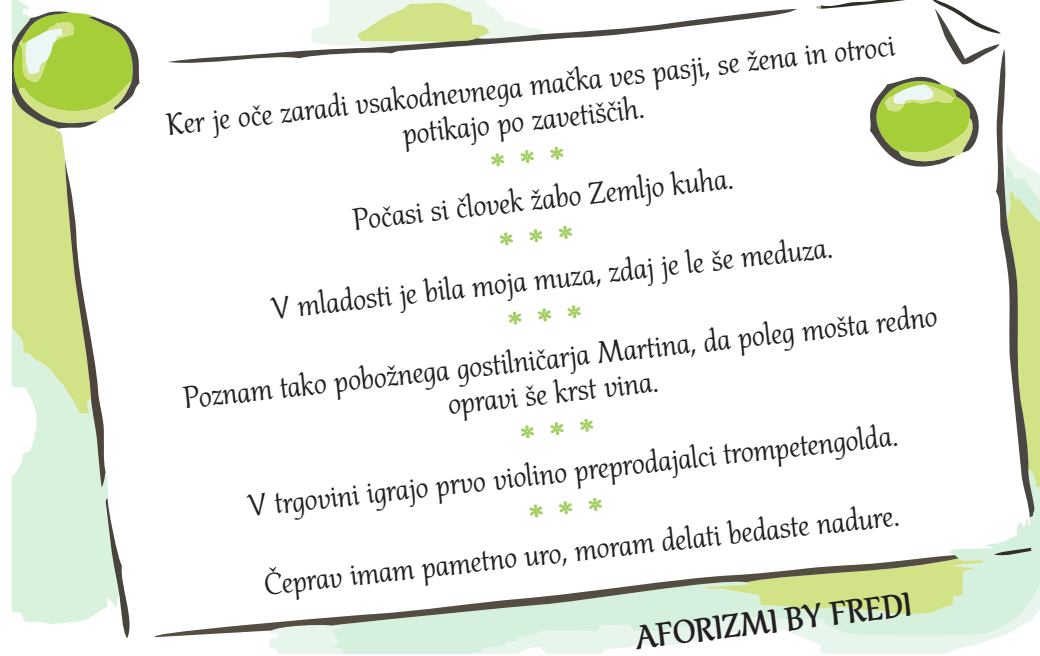 Ker je oče zaradi vsakodnevnega mačka ves pasji, se žena in otroci
potikajo po zavetiščih.
* * *
Počasi si človek žabo Zemljo kuha.
* * *
V mladosti je bila moja muza, zdaj je le še meduza.
* * *
Poznam tako pobožnega gostilničarja Martina, da poleg mošta redno
opravi še krst vina.
* * *
V trgovini igrajo prvo violino preprodajalci trompetengolda.
* * *
Čeprav imam pametno uro, moram delati bedaste nadure.
AFORIZMI BY FREDI